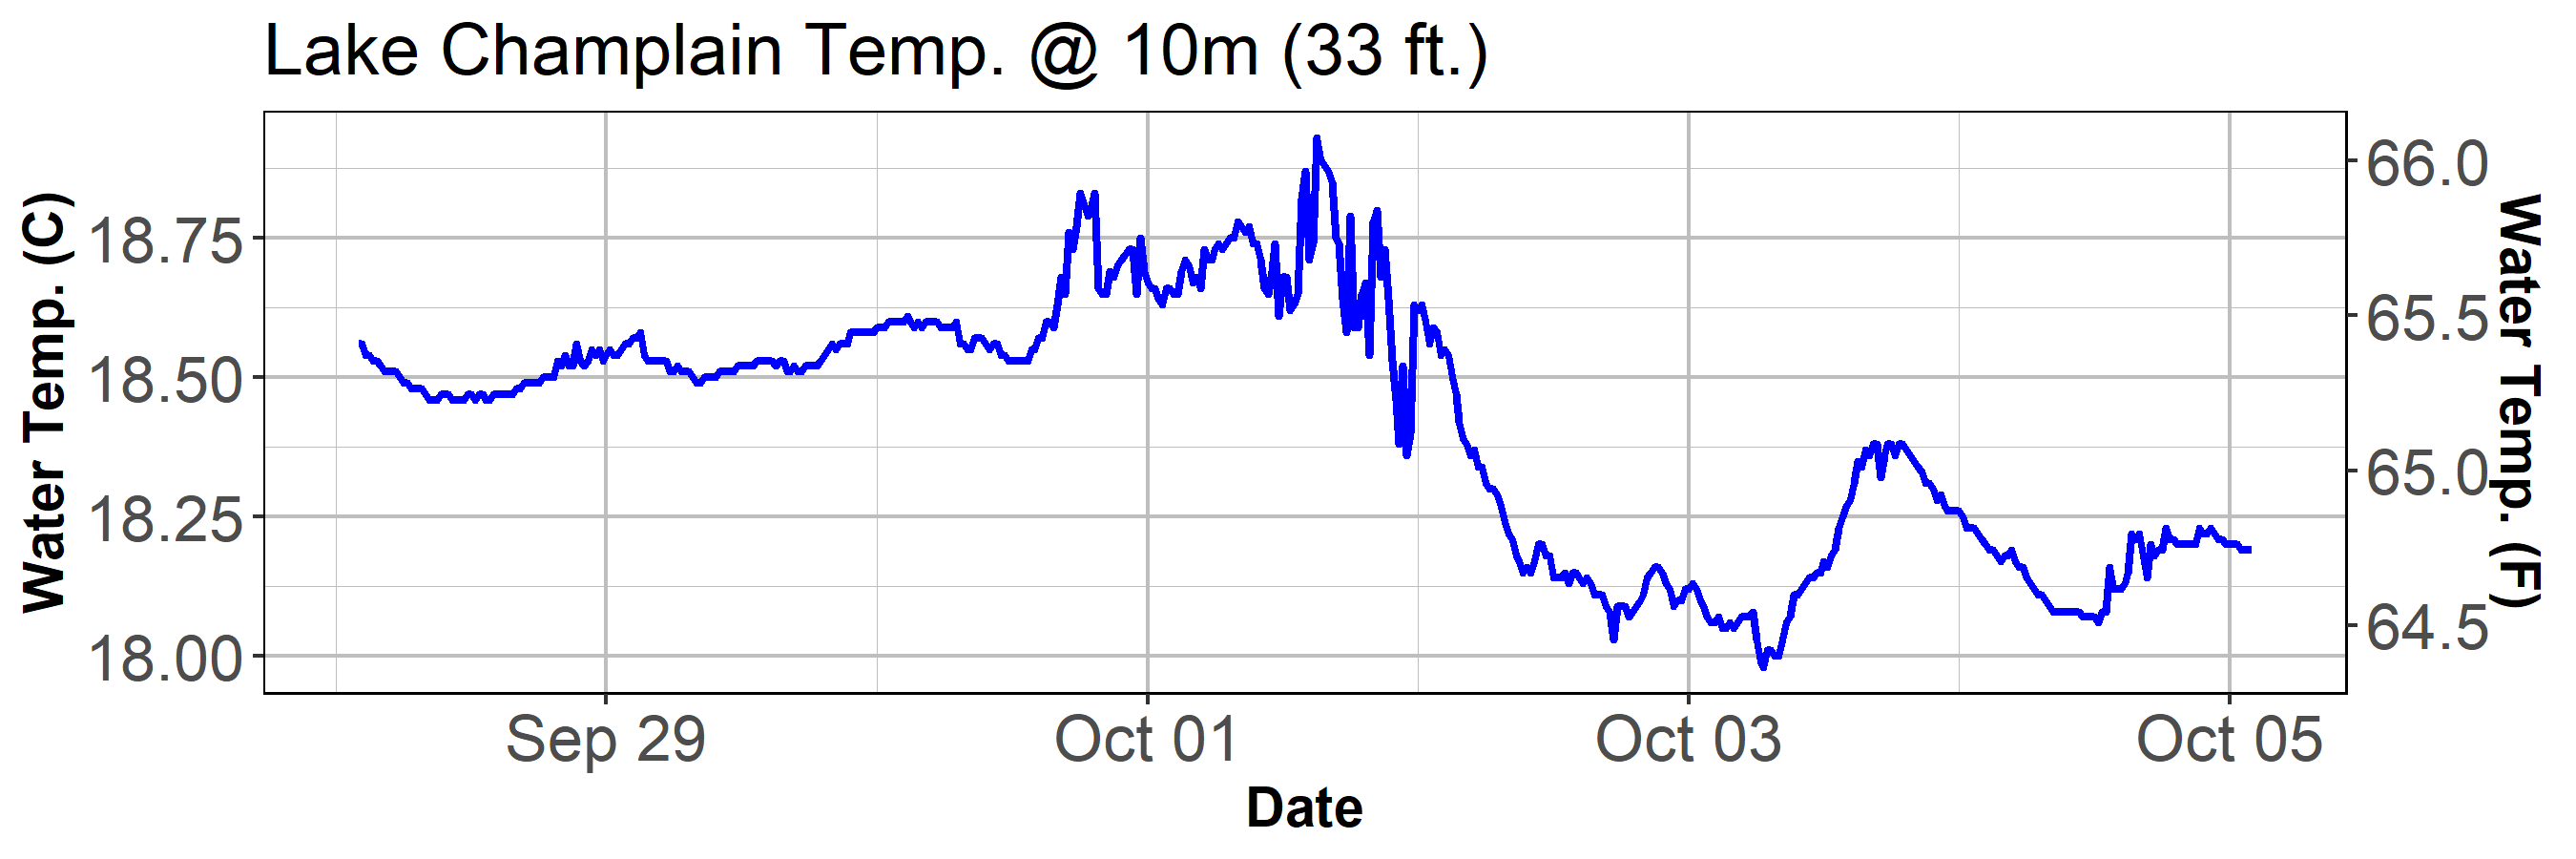 Lake Champlain Temp. @ 10m (33 ft.)
Water Temp. (C)
18.75
18.50
18.25
18.00
66.0
65.5
65.0
64.5
Water Temp. (F)
Sep 29
Oct 01
Oct 03
Oct 05
Date